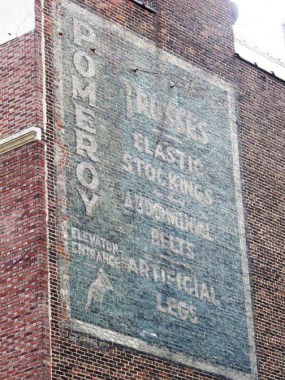 POMEROY
TRUSSES
ELASTIC
STOCKINGS
ABDOMINAL
BELTS
ARTIFICIAL
LEGS
ELEVATOR
ENTRANCE